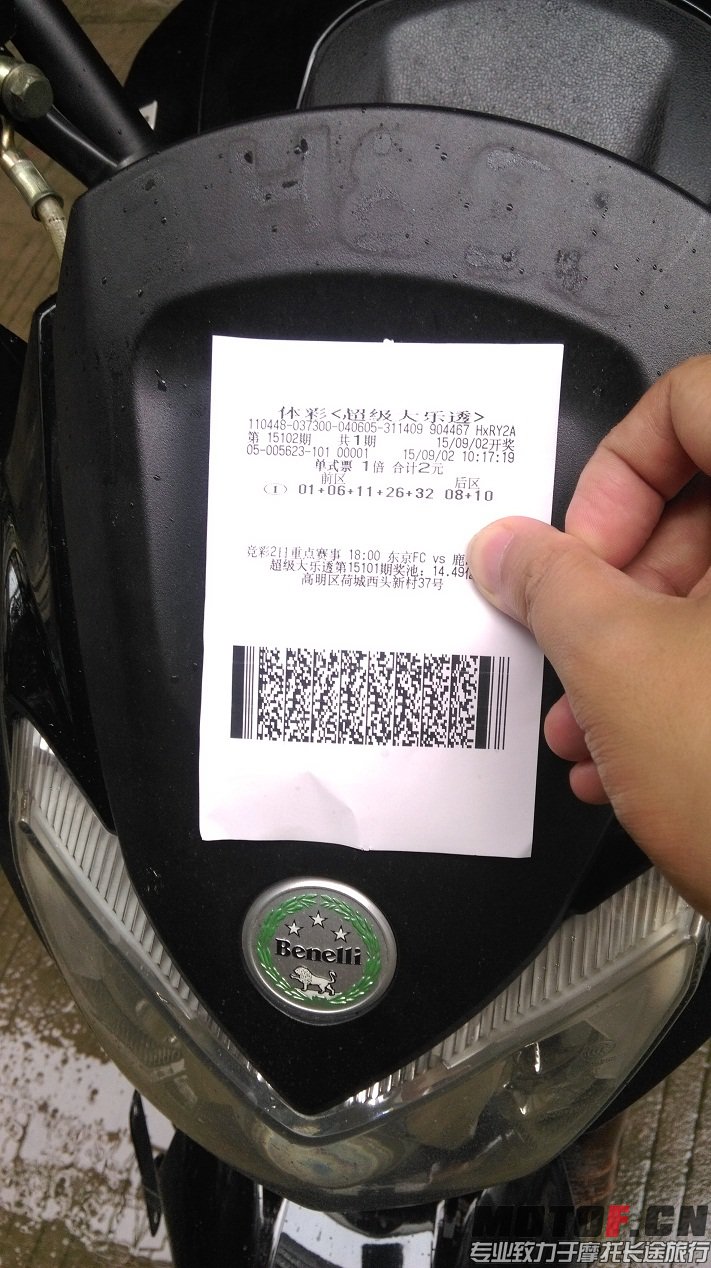 体彩<超级大乐透>
110448-037300-040605-311409 904467 HxRY2A
第 15102期 共1期 15/09/02开奖
05-005623-101 00001 15/09/02 10:17:19
单式票 1倍 合计2元
前区 后区
(I) 01+06+11+26+32 08+10
竞彩2日重点赛事 18:00 东京FC vs 鹿
超级大乐透第15101期奖池: 14.49亿
高明区荷城西头新村37号
Benelli
MOTOF.CN
专业致力于摩托长途旅行